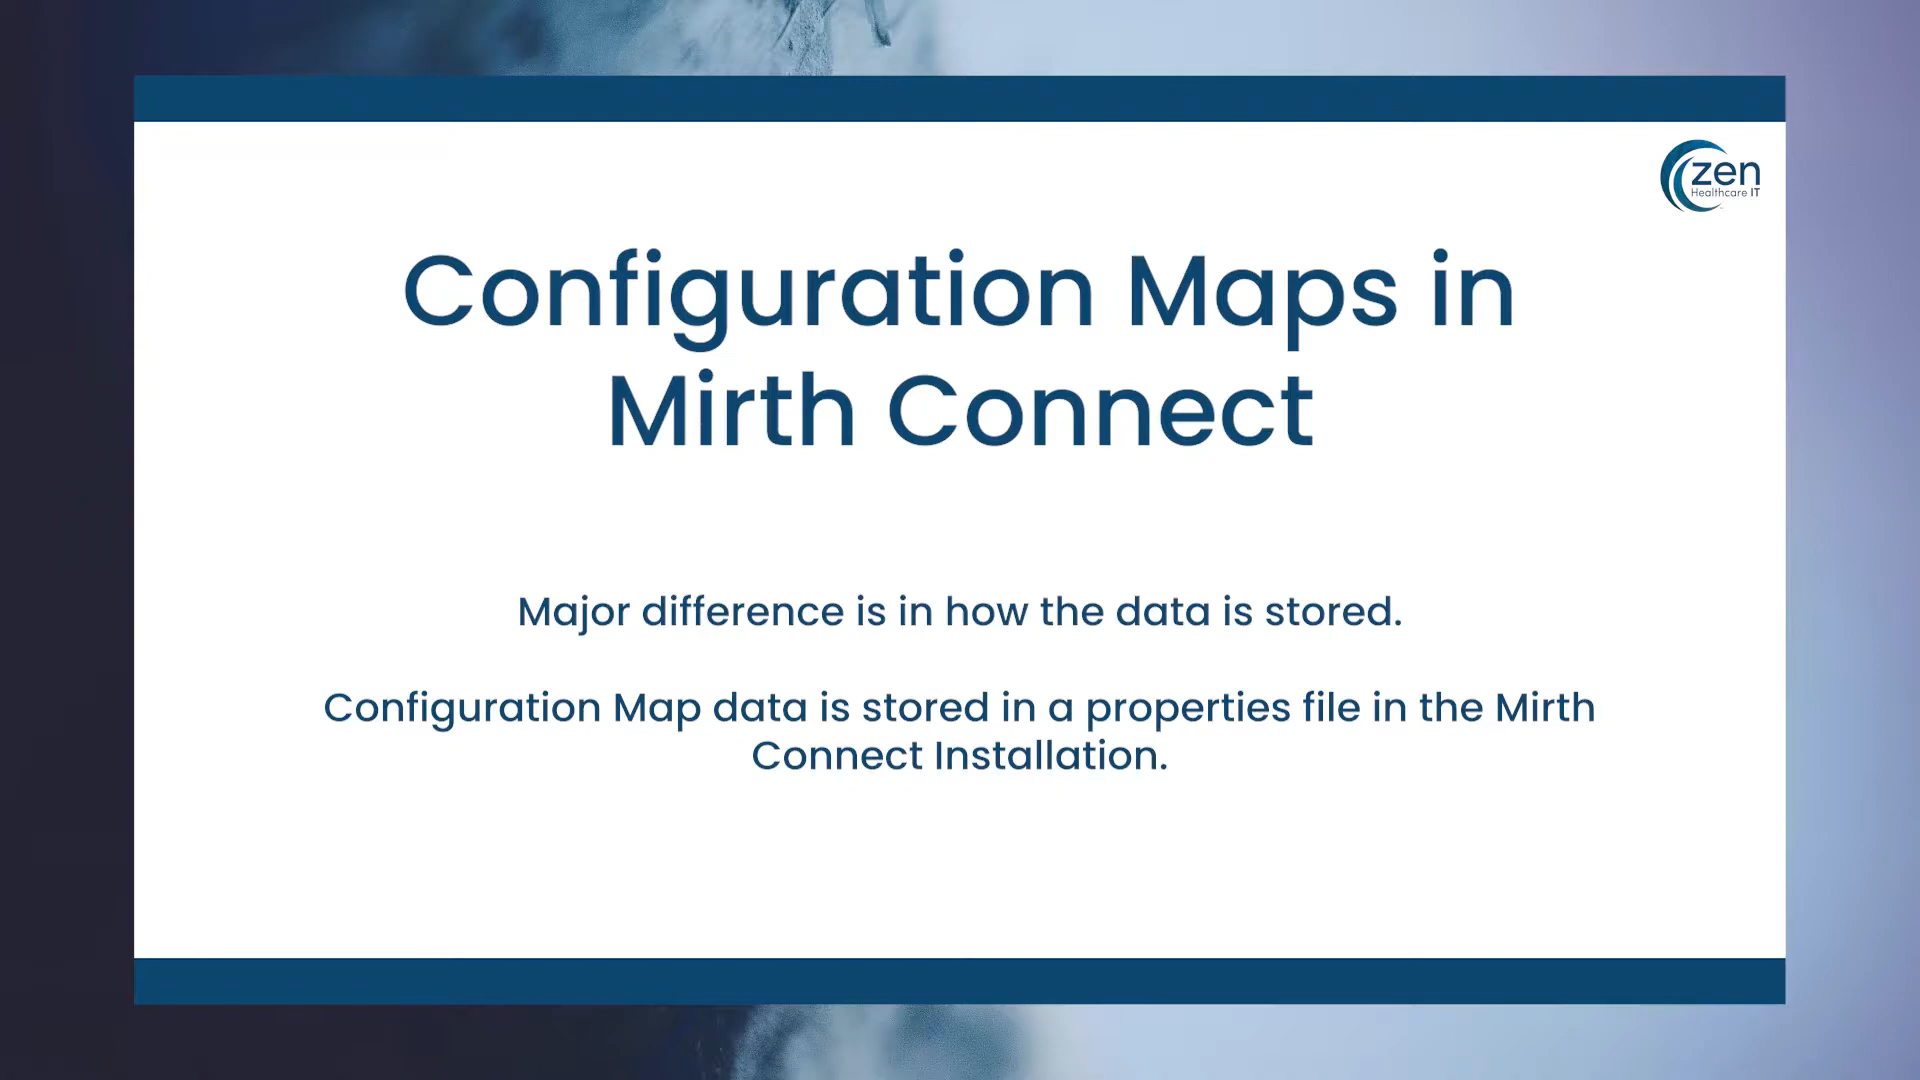 zen
Healthcare IT
Configuration Maps in
Mirth Connect
Major difference is in how the data is stored.
Configuration Map data is stored in a properties file in the Mirth
Connect Installation.